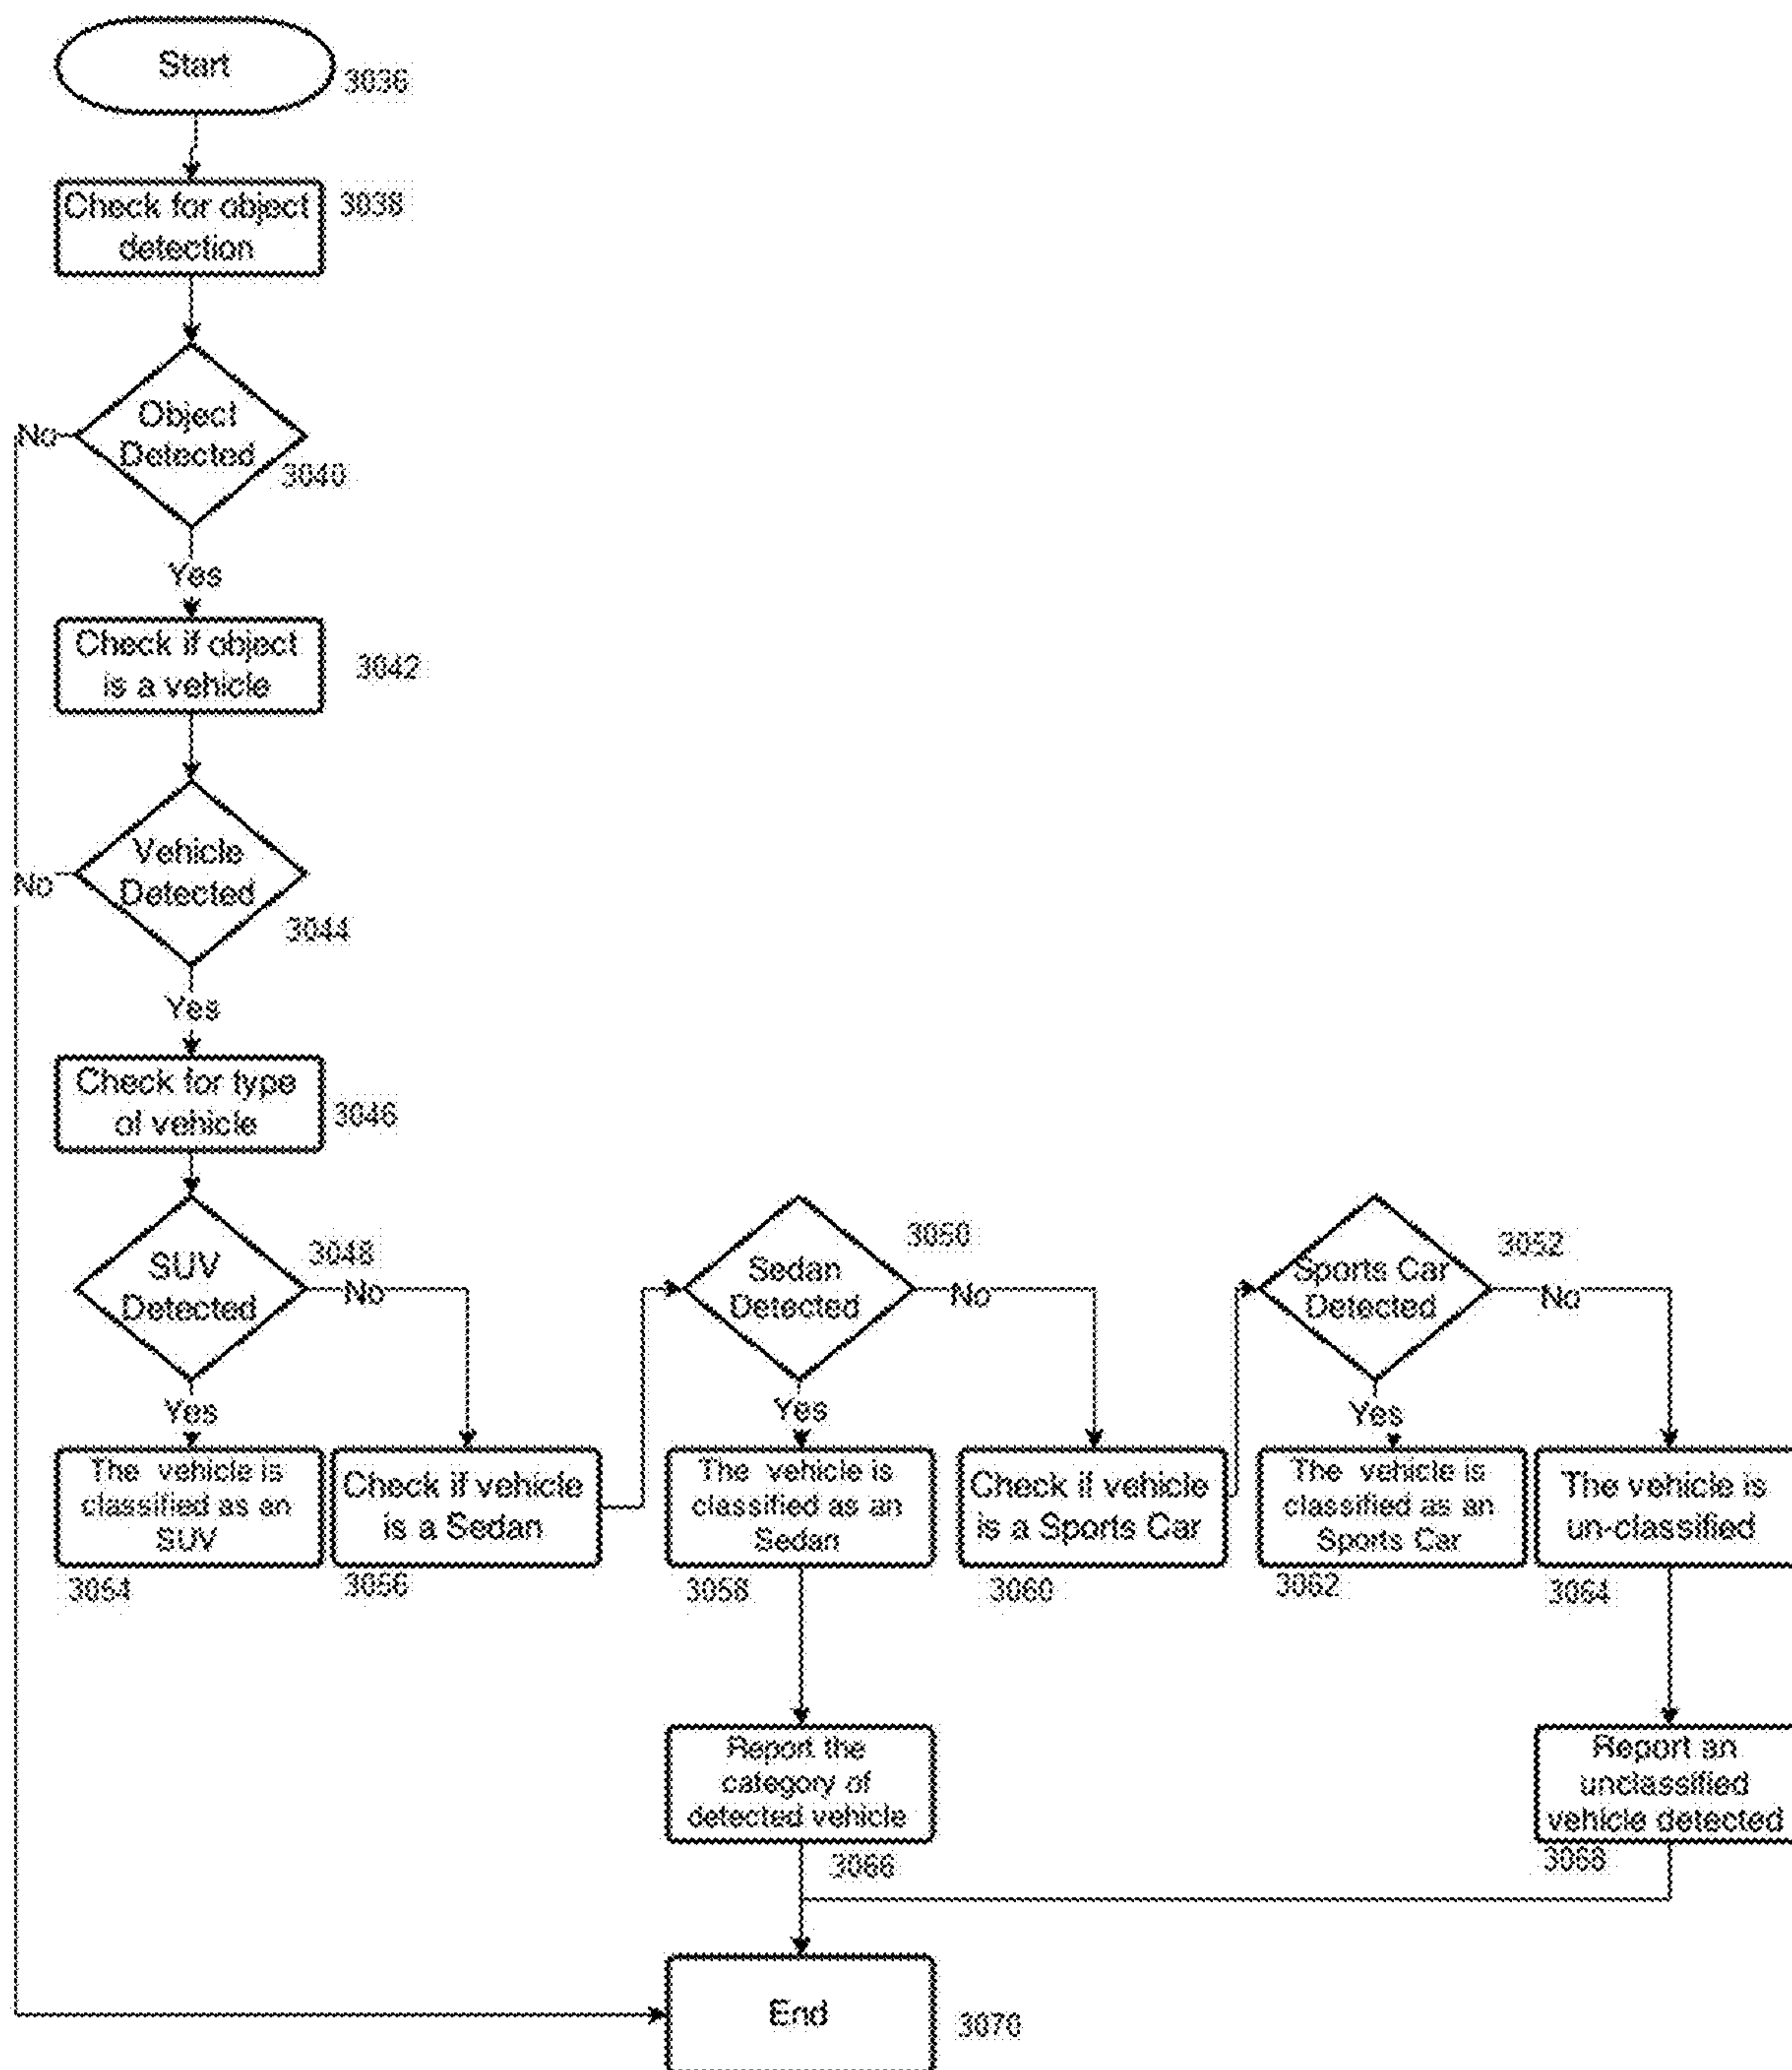 Start
3036
Check for object
detection
3038
Object
Detected
3040
No
Yes
Check if object
is a vehicle
3042
Vehicle
Detected
3044
No
Yes
Check for type
of vehicle
3046
SUV
Detected
3048
No
Yes
Sedan
Detected
3050
No
Yes
Sports Car
Detected
3052
No
Yes
The vehicle is
classified as an
SUV
3054
Check if vehicle
is a Sedan
3056
The vehicle is
classified as an
Sedan
3058
Check if vehicle
is a Sports Car
3060
The vehicle is
classified as an
Sports Car
3062
The vehicle is
un-classified
3064
Report the
category of
detected vehicle
3066
Report an
unclassified
vehicle detected
3068
End
3070